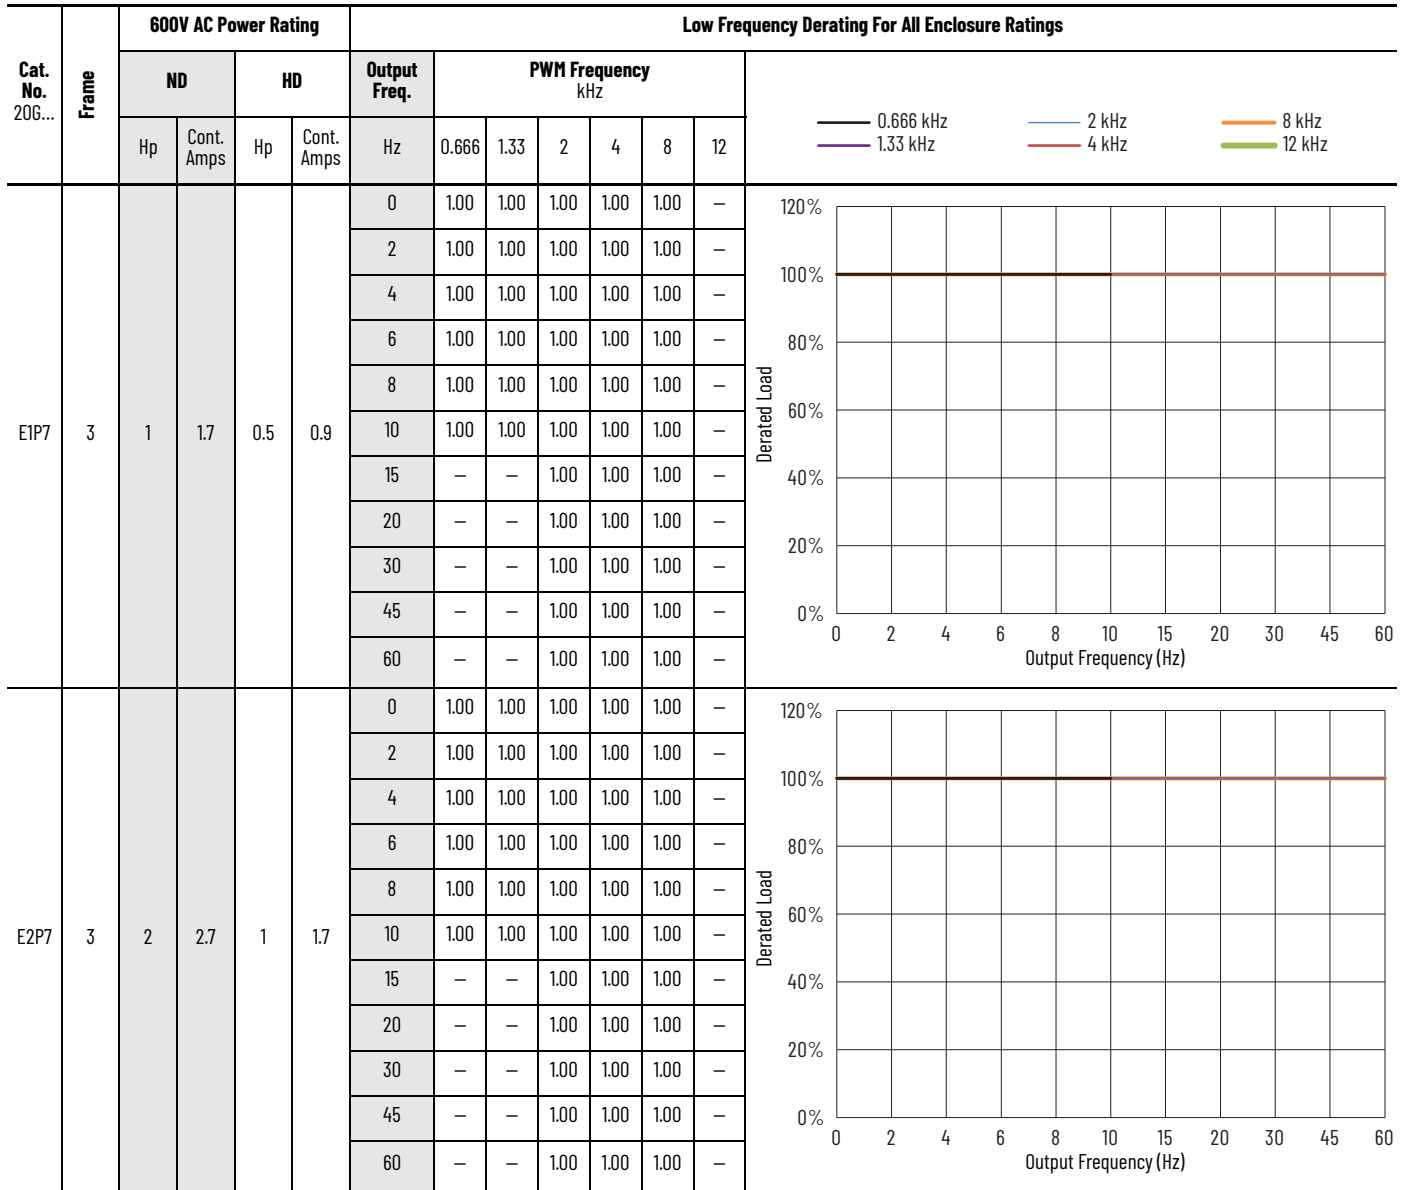 600V AC Power Rating Low Frequency Derating For All Enclosure Ratings
Cat. No. 20G... Frame ND HD Output Freq. PWM Frequency kHz
Hp Cont. Amps Hp Cont. Amps Hz 0.666 1.33 2 4 8 12
0.666 kHz 2 kHz 8 kHz
1.33 kHz 4 kHz 12 kHz
E1P7 3 1 1.7 0.5 0.9
0 1.00 1.00 1.00 1.00 1.00 –
2 1.00 1.00 1.00 1.00 1.00 –
4 1.00 1.00 1.00 1.00 1.00 –
6 1.00 1.00 1.00 1.00 1.00 –
8 1.00 1.00 1.00 1.00 1.00 –
10 1.00 1.00 1.00 1.00 1.00 –
15 – – 1.00 1.00 1.00 –
20 – – 1.00 1.00 1.00 –
30 – – 1.00 1.00 1.00 –
45 – – 1.00 1.00 1.00 –
60 – – 1.00 1.00 1.00 –
Derated Load
120%
100%
80%
60%
40%
20%
0%
0 2 4 6 8 10 15 20 30 45 60
Output Frequency (Hz)
E2P7 3 2 2.7 1 1.7
0 1.00 1.00 1.00 1.00 1.00 –
2 1.00 1.00 1.00 1.00 1.00 –
4 1.00 1.00 1.00 1.00 1.00 –
6 1.00 1.00 1.00 1.00 1.00 –
8 1.00 1.00 1.00 1.00 1.00 –
10 1.00 1.00 1.00 1.00 1.00 –
15 – – 1.00 1.00 1.00 –
20 – – 1.00 1.00 1.00 –
30 – – 1.00 1.00 1.00 –
45 – – 1.00 1.00 1.00 –
60 – – 1.00 1.00 1.00 –
Derated Load
120%
100%
80%
60%
40%
20%
0%
0 2 4 6 8 10 15 20 30 45 60
Output Frequency (Hz)